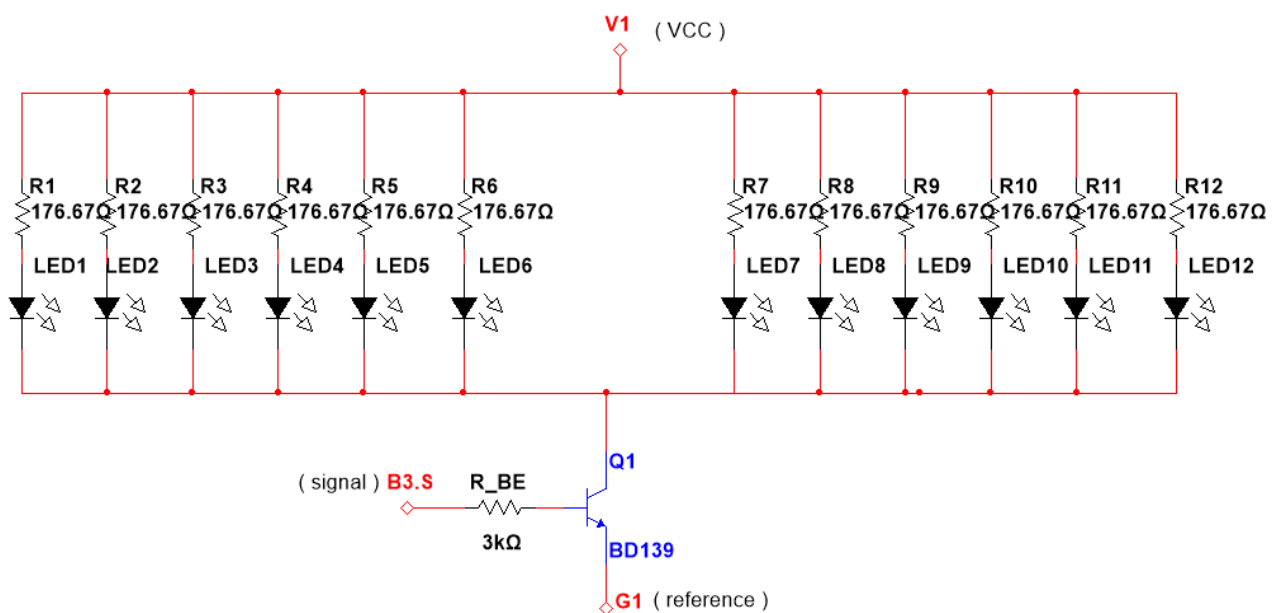 V1 ( VCC )
R1 R2 R3 R4 R5 R6 R7 R8 R9 R10 R11 R12
176.67Ω 176.67Ω 176.67Ω 176.67Ω 176.67Ω 176.67Ω 176.67Ω 176.67Ω 176.67Ω 176.67Ω 176.67Ω 176.67Ω
LED1 LED2 LED3 LED4 LED5 LED6 LED7 LED8 LED9 LED10 LED11 LED12
Q1
( signal ) B3.S R_BE
3kΩ BD139
G1 ( reference )